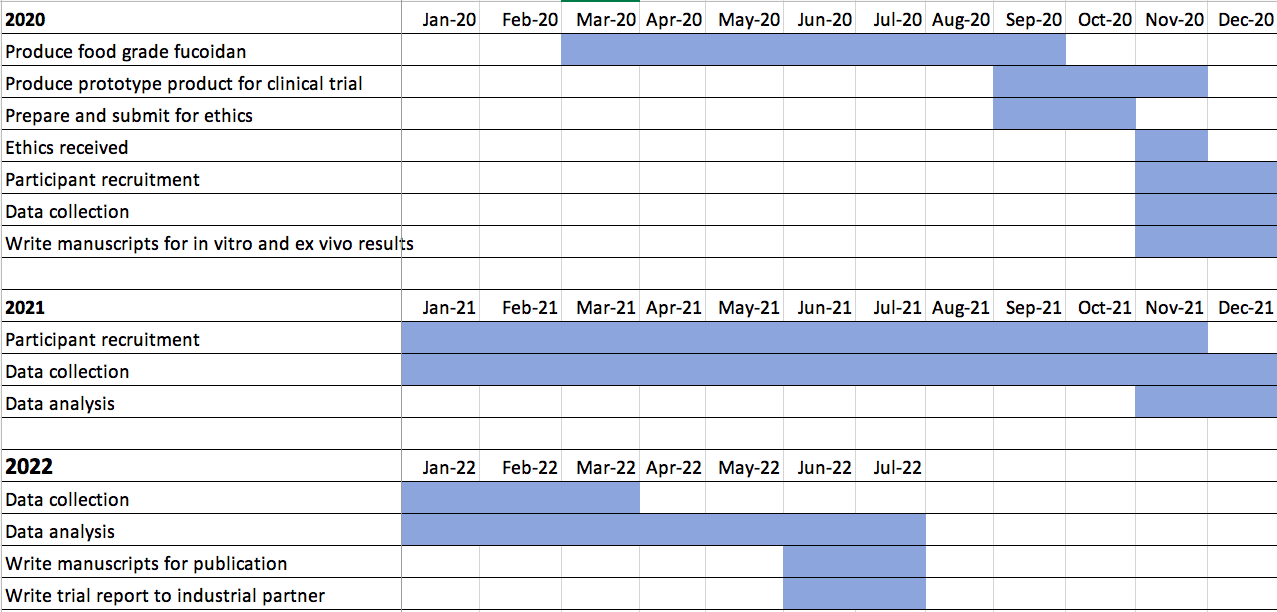 2020 Jan-20 Feb-20 Mar-20 Apr-20 May-20 Jun-20 Jul-20 Aug-20 Sep-20 Oct-20 Nov-20 Dec-20
Produce food grade fucoidan
Produce prototype product for clinical trial
Prepare and submit for ethics
Ethics received
Participant recruitment
Data collection
Write manuscripts for in vitro and ex vivo results
2021 Jan-21 Feb-21 Mar-21 Apr-21 May-21 Jun-21 Jul-21 Aug-21 Sep-21 Oct-21 Nov-21 Dec-21
Participant recruitment
Data collection
Data analysis
2022 Jan-22 Feb-22 Mar-22 Apr-22 May-22 Jun-22 Jul-22
Data collection
Data analysis
Write manuscripts for publication
Write trial report to industrial partner